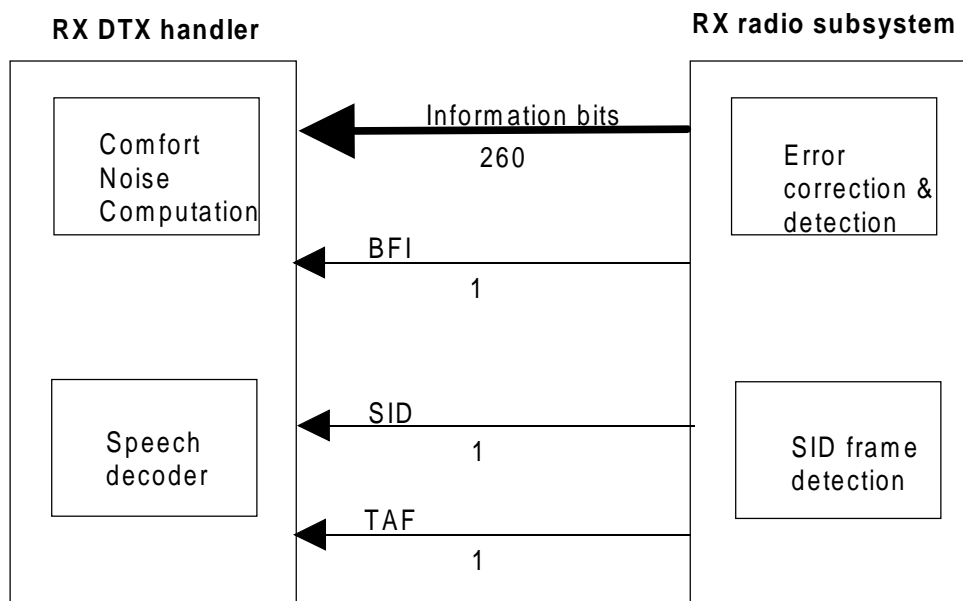 RX DTX handler
RX radio subsystem
Comfort
Noise
Computation
Information bits
260
Error
correction &
detection
BFI
1
Speech
decoder
SID
1
SID frame
detection
TAF
1